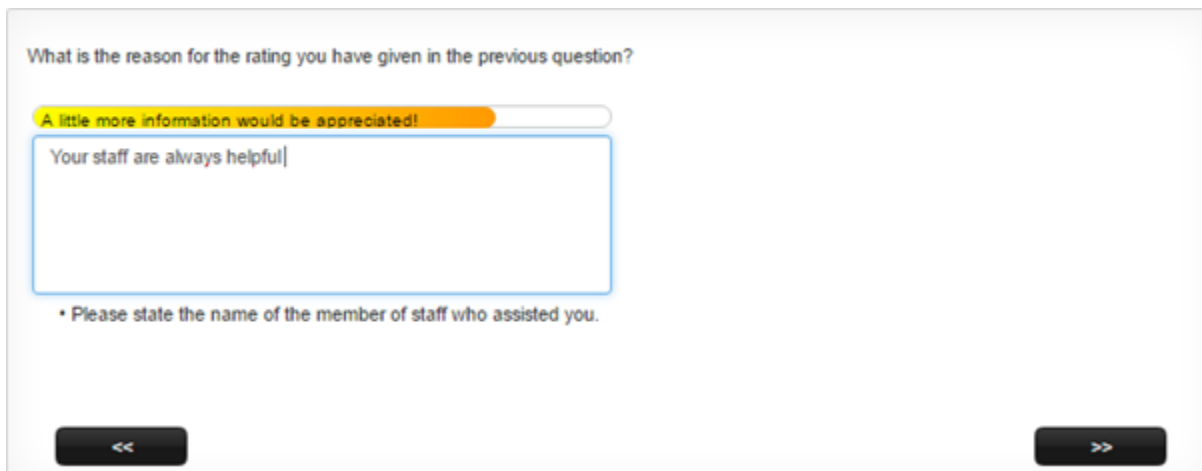 What is the reason for the rating you have given in the previous question?
A little more information would be appreciated!
Your staff are always helpful
• Please state the name of the member of staff who assisted you.
<<
>>